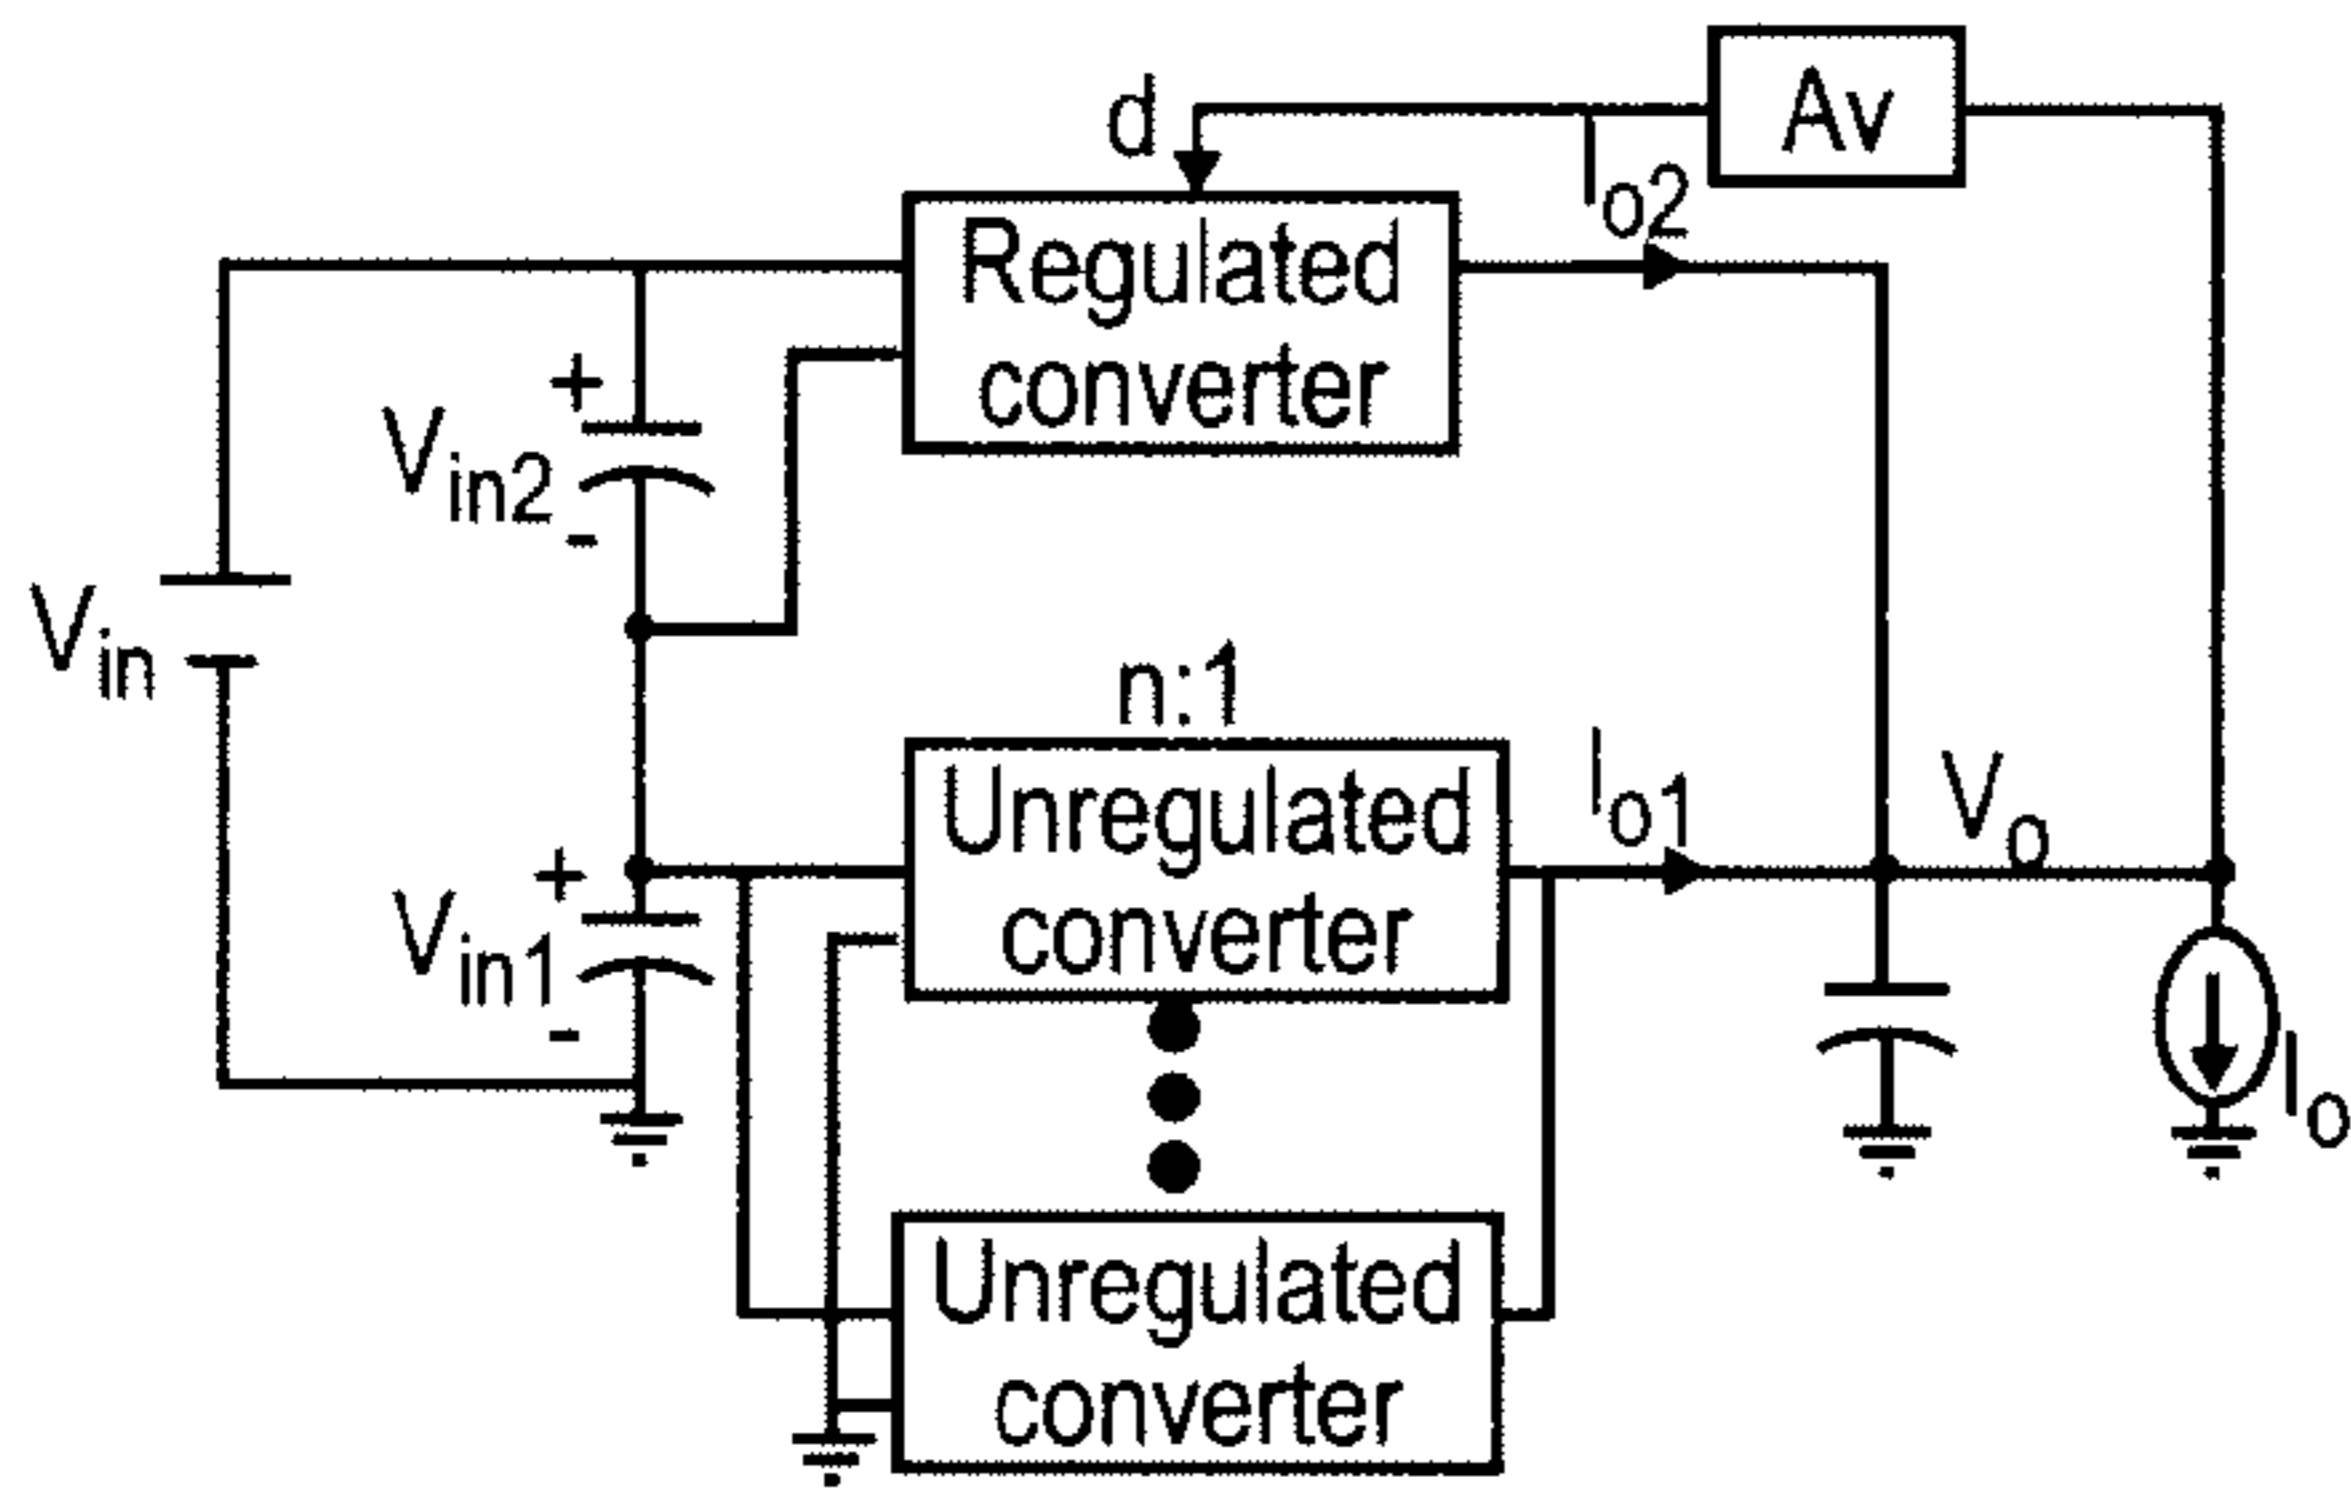 Av
d
Io2
Regulated
converter
+
Vin2
-
Vin
n:1
Unregulated
converter
Io1
Vo
+
Vin1
-
Io
Unregulated
converter